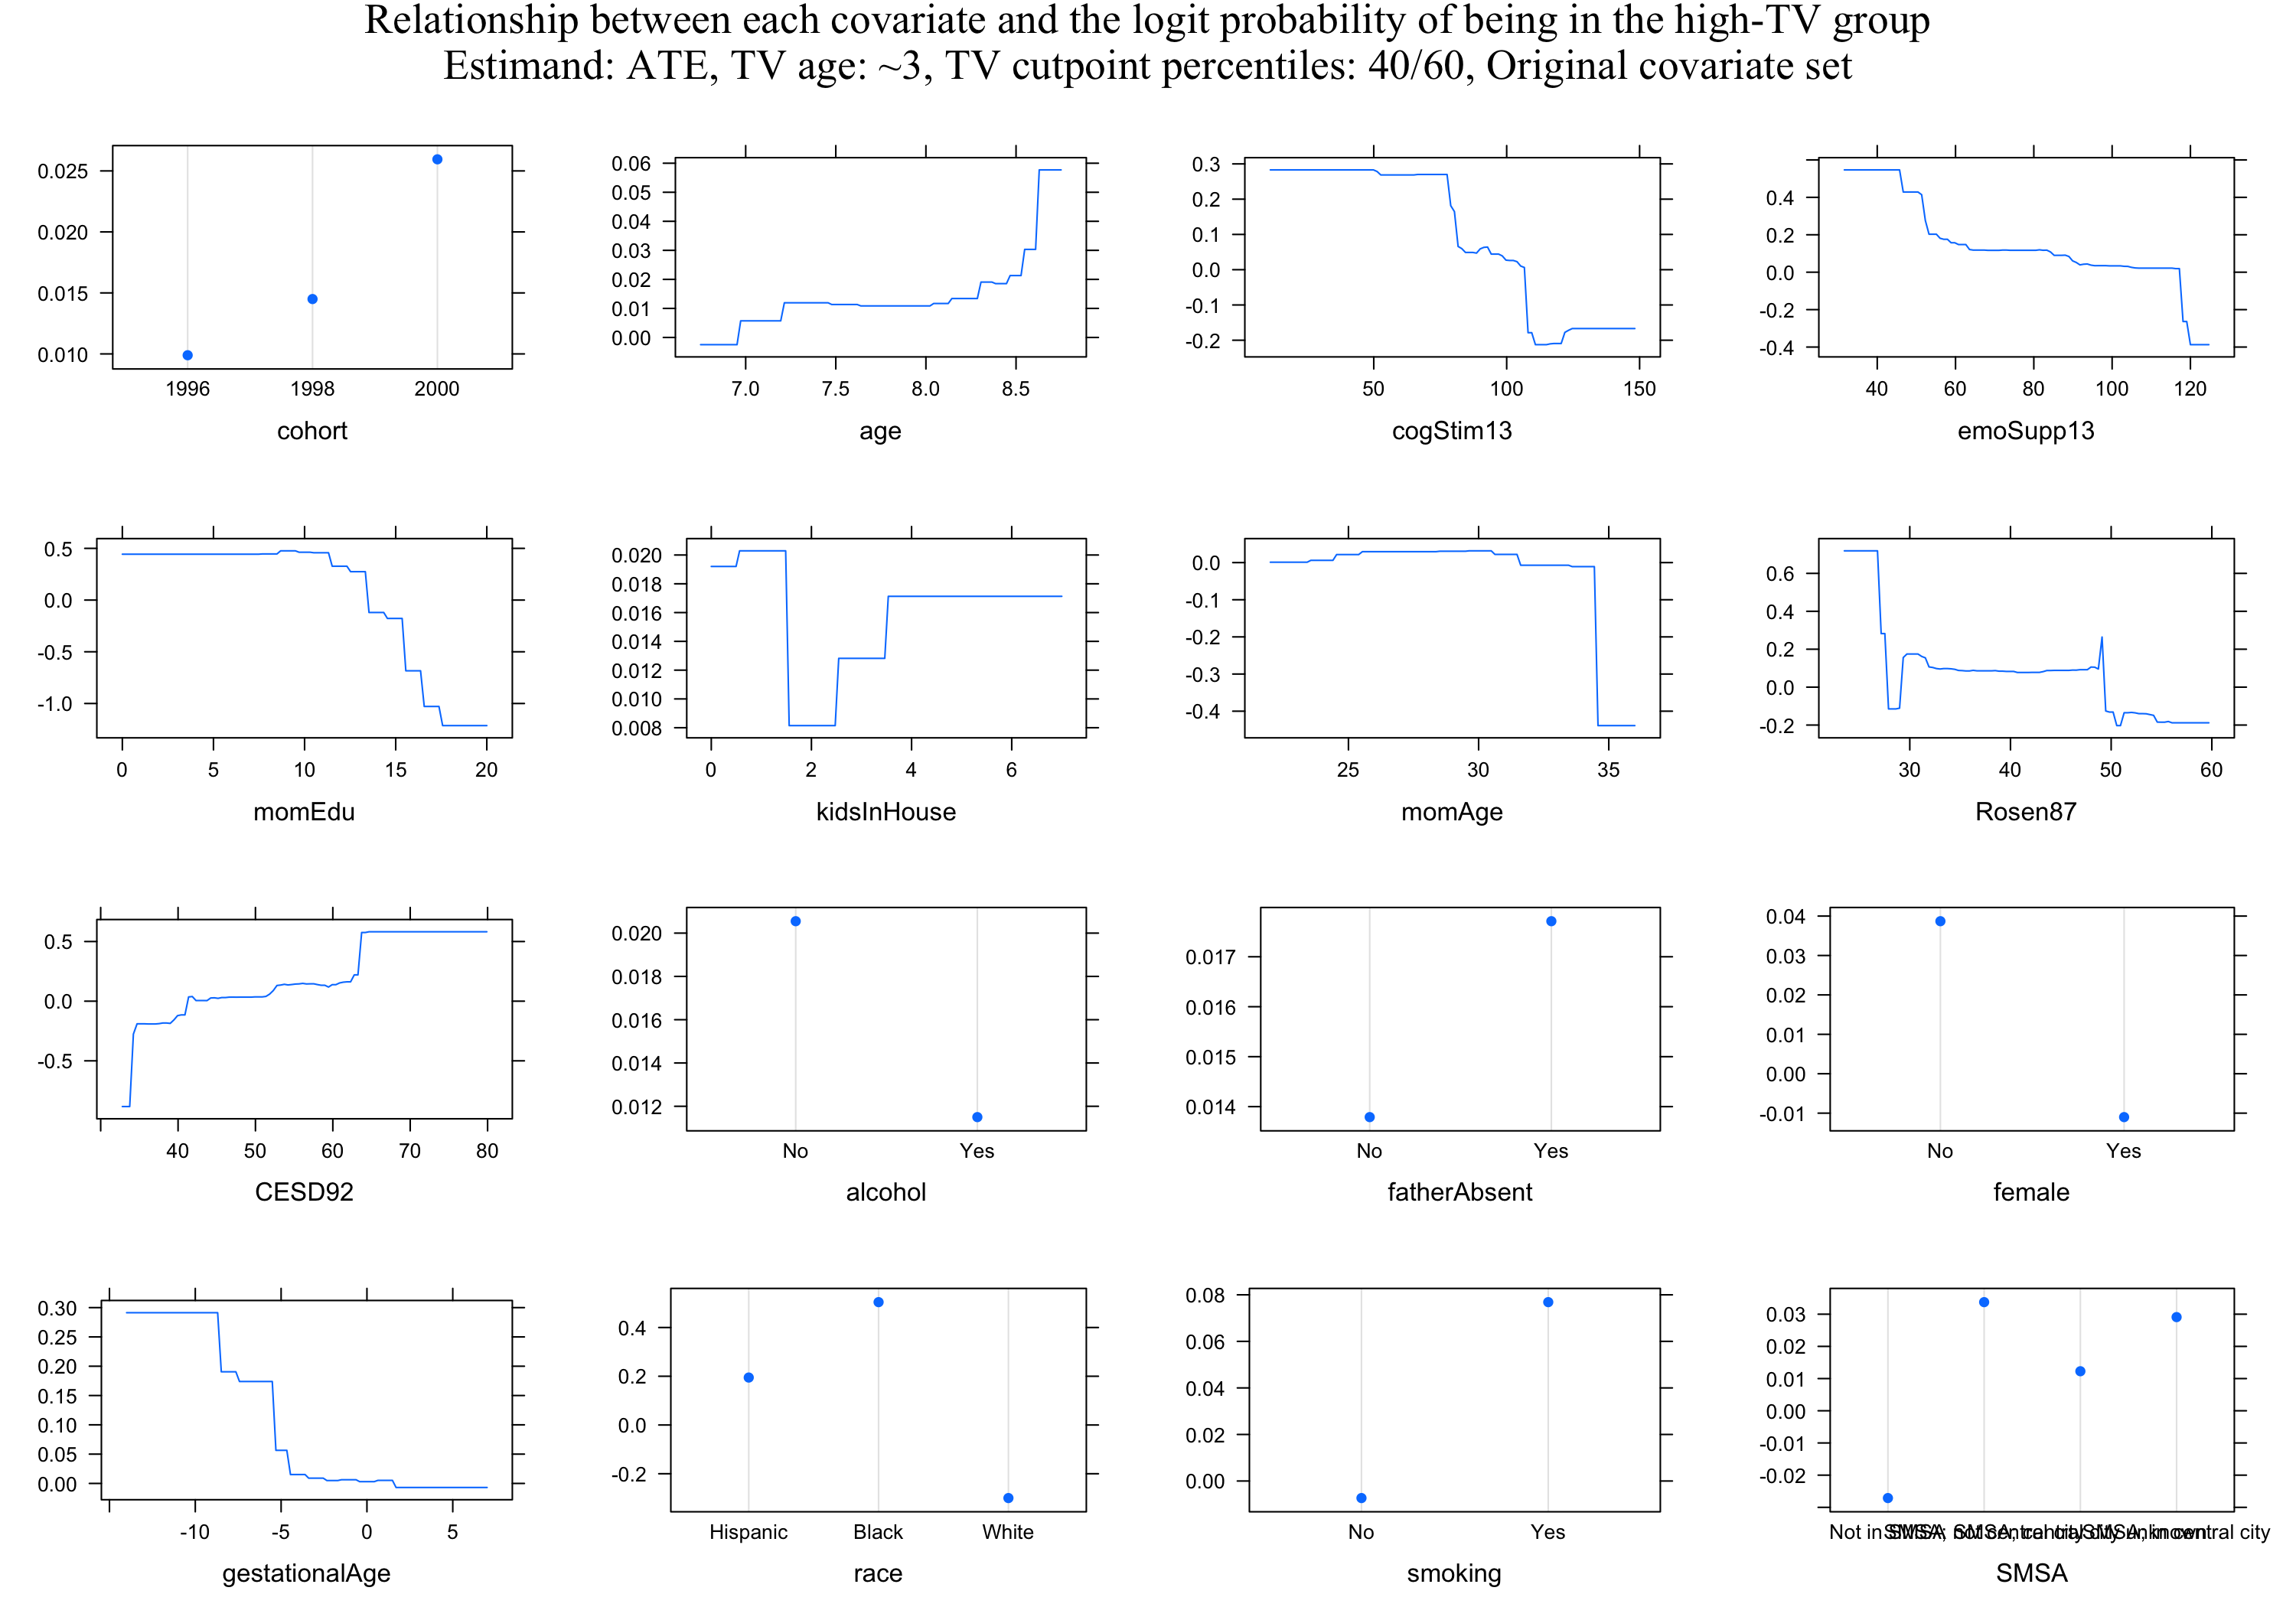 Relationship between each covariate and the logit probability of being in the high-TV group
Estimand: ATE, TV age: ~3, TV cutpoint percentiles: 40/60, Original covariate set
0.025
0.020
0.015
0.010
1996 1998 2000
cohort
0.06
0.05
0.04
0.03
0.02
0.01
0.00
7.0 7.5 8.0 8.5
age
0.3
0.2
0.1
0.0
-0.1
-0.2
50 100 150
cogStim13
0.4
0.2
0.0
-0.2
-0.4
40 60 80 100 120
emoSupp13
0.5
0.0
-0.5
-1.0
0 5 10 15 20
momEdu
0.020
0.018
0.016
0.014
0.012
0.010
0.008
0 2 4 6
kidsInHouse
0.0
-0.1
-0.2
-0.3
-0.4
25 30 35
momAge
0.6
0.4
0.2
0.0
-0.2
30 40 50 60
Rosen87
0.5
0.0
-0.5
40 50 60 70 80
CESD92
0.020
0.018
0.016
0.014
0.012
No Yes
alcohol
0.017
0.016
0.015
0.014
No Yes
fatherAbsent
0.04
0.03
0.02
0.01
0.00
-0.01
No Yes
female
0.30
0.25
0.20
0.15
0.10
0.05
0.00
-10 -5 0 5
gestationalAge
0.4
0.2
0.0
-0.2
Hispanic Black White
race
0.08
0.06
0.04
0.02
0.00
No Yes
smoking
0.03
0.02
0.01
0.00
-0.01
-0.02
Not in central city
SMSA